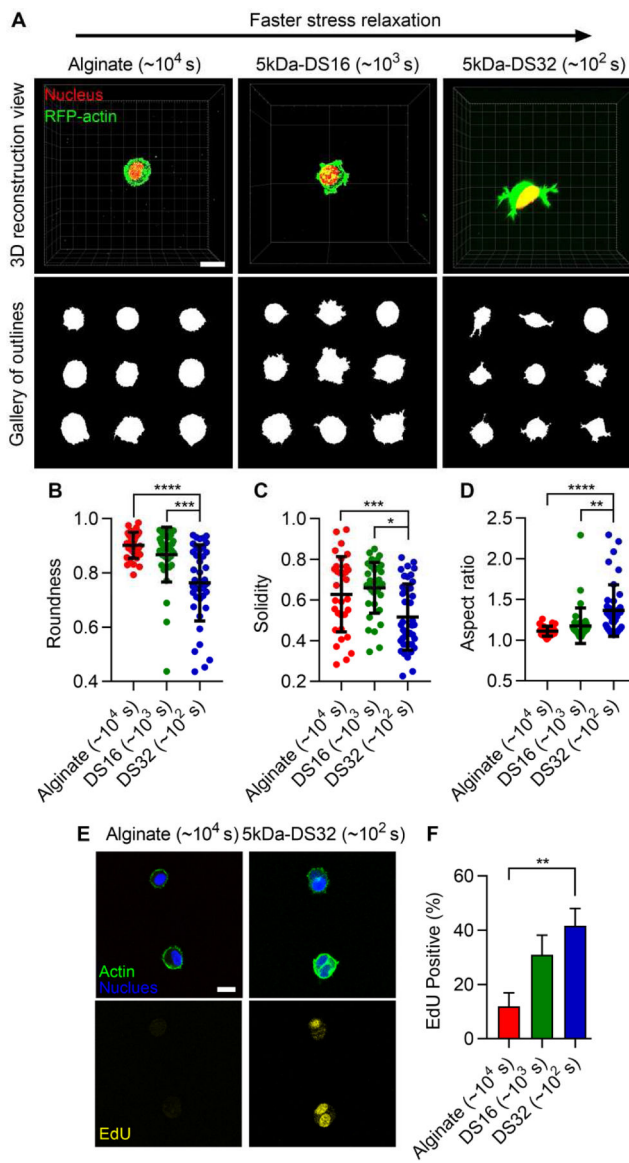 A
Faster stress relaxation
Alginate (~10⁴ s)
5kDa-DS16 (~10³ s)
5kDa-DS32 (~10² s)
3D reconstruction view
Nucleus
RFP-actin
Gallery of outlines
B
C
D
****
***
***
*
****
**
Roundness
1.0
0.8
0.6
0.4
Solidity
1.0
0.8
0.6
0.4
0.2
Aspect ratio
2.5
2.0
1.5
1.0
0.5
Alginate (~10⁴ s)
DS16 (~10³ s)
DS32 (~10² s)
Alginate (~10⁴ s)
DS16 (~10³ s)
DS32 (~10² s)
Alginate (~10⁴ s)
DS16 (~10³ s)
DS32 (~10² s)
E
Alginate (~10⁴ s)
5kDa-DS32 (~10² s)
Actin
Nuclues
EdU
F
**
EdU Positive (%)
60
40
20
0
Alginate (~10⁴ s)
DS16 (~10³ s)
DS32 (~10² s)